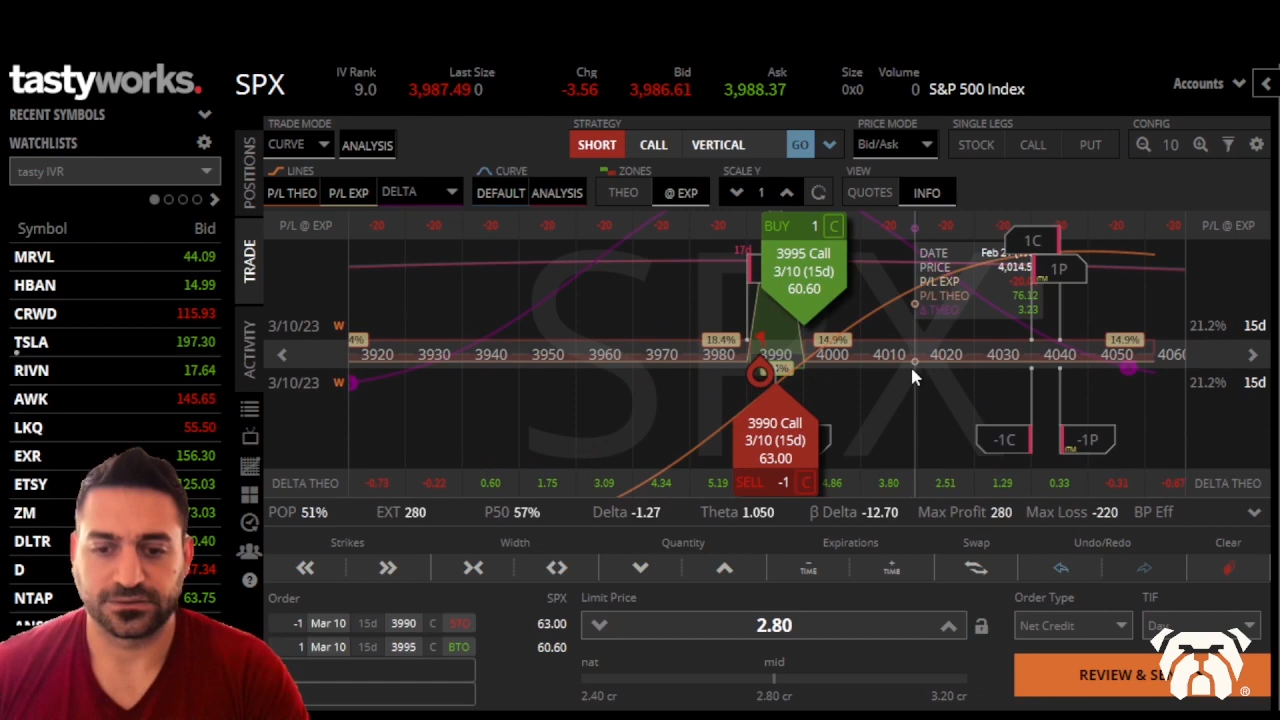 tastyworks.
SPX
IV Rank
9.0
Last Size
3,987.49 0
Chg
-3.56
Bid
3,986.61
Ask
3,988.37
Size
0x0
Volume
0
S&P 500 Index
Accounts
RECENT SYMBOLS
WATCHLISTS
tasty IVR
Symbol Bid
MRVL 44.09
HBAN 14.99
CRWD 115.93
TSLA 197.30
RIVN 17.64
AWK 145.65
LKQ 55.50
EXR 156.30
ETSY 125.03
ZM 73.03
DLTR
D
NTAP 63.75
POSITIONS
TRADE
ACTIVITY
TRADE MODE
CURVE ANALYSIS
STRATEGY
SHORT CALL VERTICAL GO
PRICE MODE
Bid/Ask
SINGLE LEGS
STOCK CALL PUT
CONFIG
10
LINES
P/L THEO P/L EXP DELTA
CURVE
DEFAULT ANALYSIS
ZONES
THEO @ EXP
SCALE Y
1
VIEW
QUOTES INFO
P/L @ EXP -20 -20 -20 -20 -20 -20 -20 -20 -20 -20 -20 -20 P/L @ EXP
SPX
17d
BUY 1 C
3995 Call
3/10 (15d)
60.60
DATE
PRICE 4,014.5
P/L EXP
P/L THEO 76.12
Δ THEO 3.23
1C
1P
ITM
3/10/23 W 21.2% 15d
4% 18.4% 14.9% 14.9%
3920 3930 3940 3950 3960 3970 3980 3990 4000 4010 4020 4030 4040 4050 4060
3/10/23 W 21.2% 15d
3990 Call
3/10 (15d)
63.00
SELL -1 C
-1C
-1P
ITM
DELTA THEO -0.73 -0.22 0.60 1.75 3.09 4.34 5.19 4.86 3.80 2.51 1.29 0.33 -0.31 -0.67 DELTA THEO
POP 51% EXT 280 P50 57% Delta -1.27 Theta 1.050 β Delta -12.70 Max Profit 280 Max Loss -220 BP Eff
Strikes Width Quantity Expirations Swap Undo/Redo Clear
TIME TIME
Order SPX
-1 Mar 10 15d 3990 C STO 63.00
1 Mar 10 15d 3995 C BTO 60.60
Limit Price
2.80
nat mid
2.40 cr 2.80 cr 3.20 cr
Order Type
Net Credit
TIF
Day
REVIEW &
®